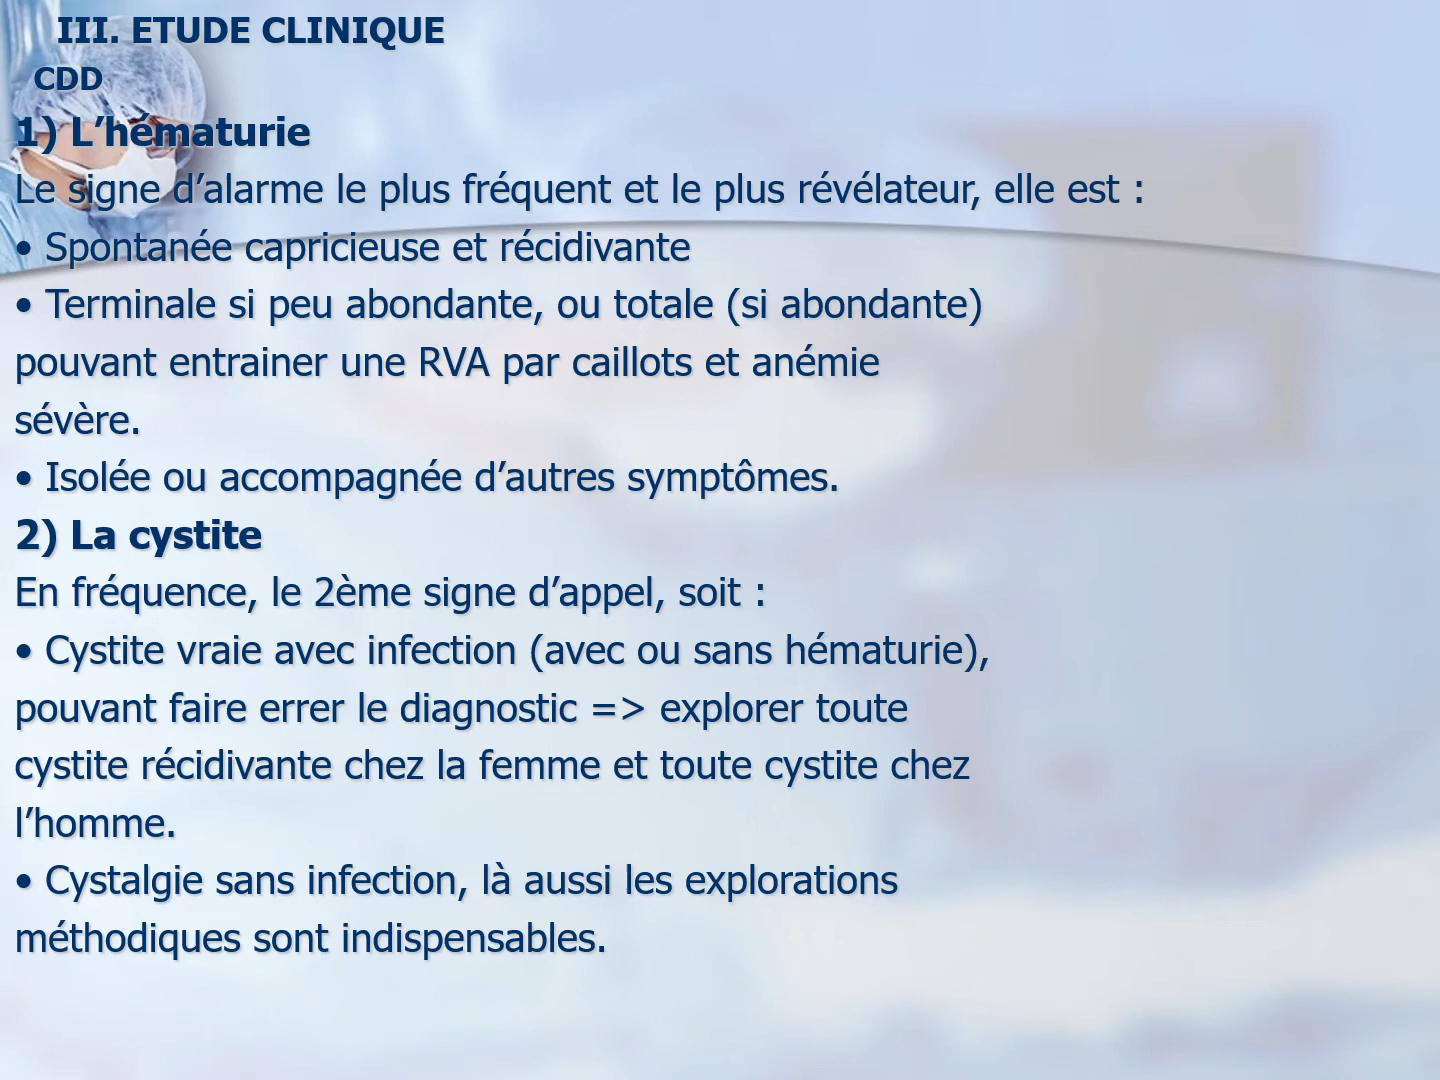 III. ETUDE CLINIQUE
CDD
1) L’hématurie
Le signe d’alarme le plus fréquent et le plus révélateur, elle est :
• Spontanée capricieuse et récidivante
• Terminale si peu abondante, ou totale (si abondante)
pouvant entrainer une RVA par caillots et anémie
sévère.
• Isolée ou accompagnée d’autres symptômes.
2) La cystite
En fréquence, le 2ème signe d’appel, soit :
• Cystite vraie avec infection (avec ou sans hématurie),
pouvant faire errer le diagnostic => explorer toute
cystite récidivante chez la femme et toute cystite chez
l’homme.
• Cystalgie sans infection, là aussi les explorations
méthodiques sont indispensables.